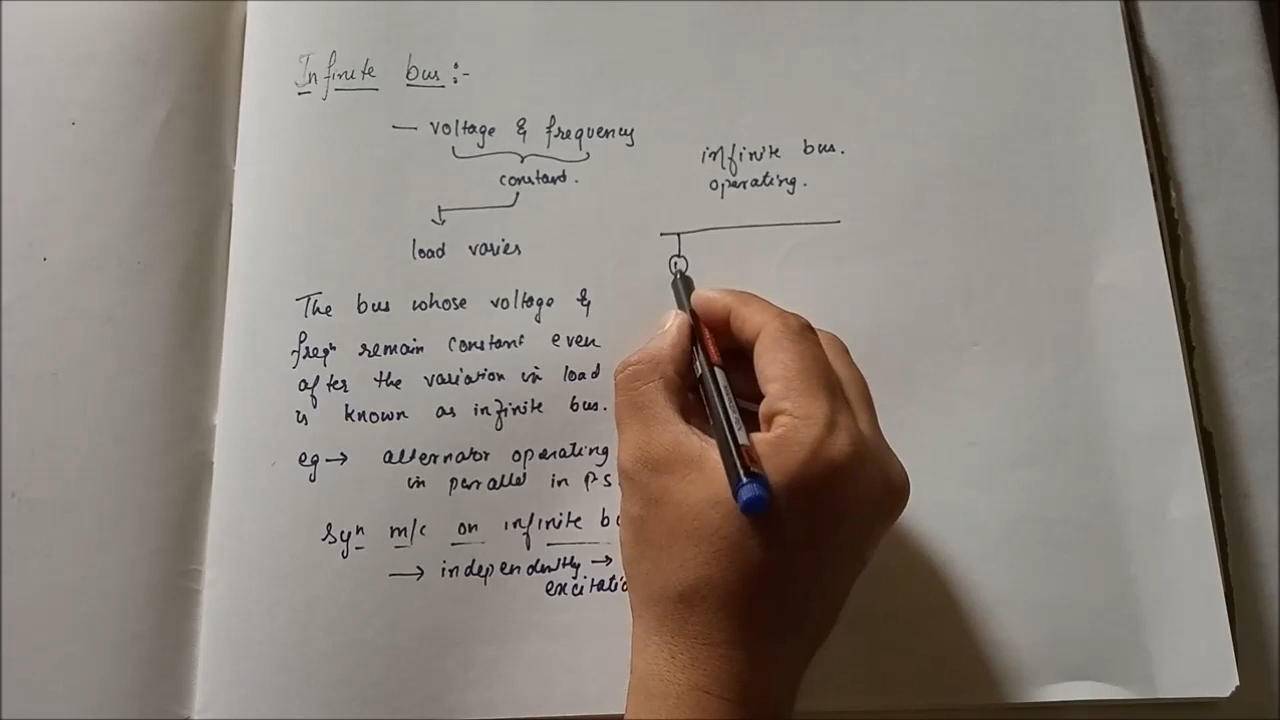 Infinite bus :-
— voltage & frequency
constant.
load varies
The bus whose voltage &
freqn remain constant even
after the variation in load
is known as infinite bus.
eg → alternator operating
in parallel in PS
Synn m/c on infinite
→ independently →
infinite bus.
operating.